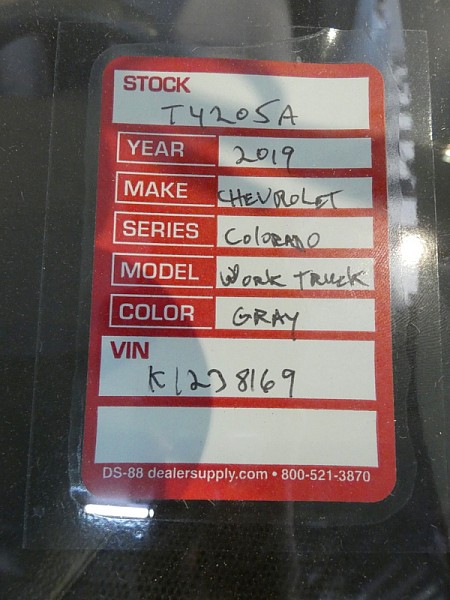 STOCK
T4205A
YEAR 2019
MAKE CHEVROLET
SERIES COLORADO
MODEL WORK TRUCK
COLOR GRAY
VIN
K1238169
DS-88 dealersupply.com • 800-521-3870